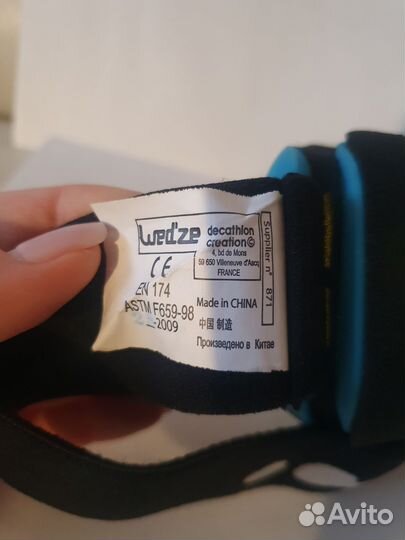 Wed'ze
decathlon
creation©
4, bd de Mons
59 650 Villeneuve d'Ascq
FRANCE
Supplier n° 871
CE
EN 174
ASTM F659-98
-2009
Made in CHINA
中国 制造
Произведено в Китае
Avito